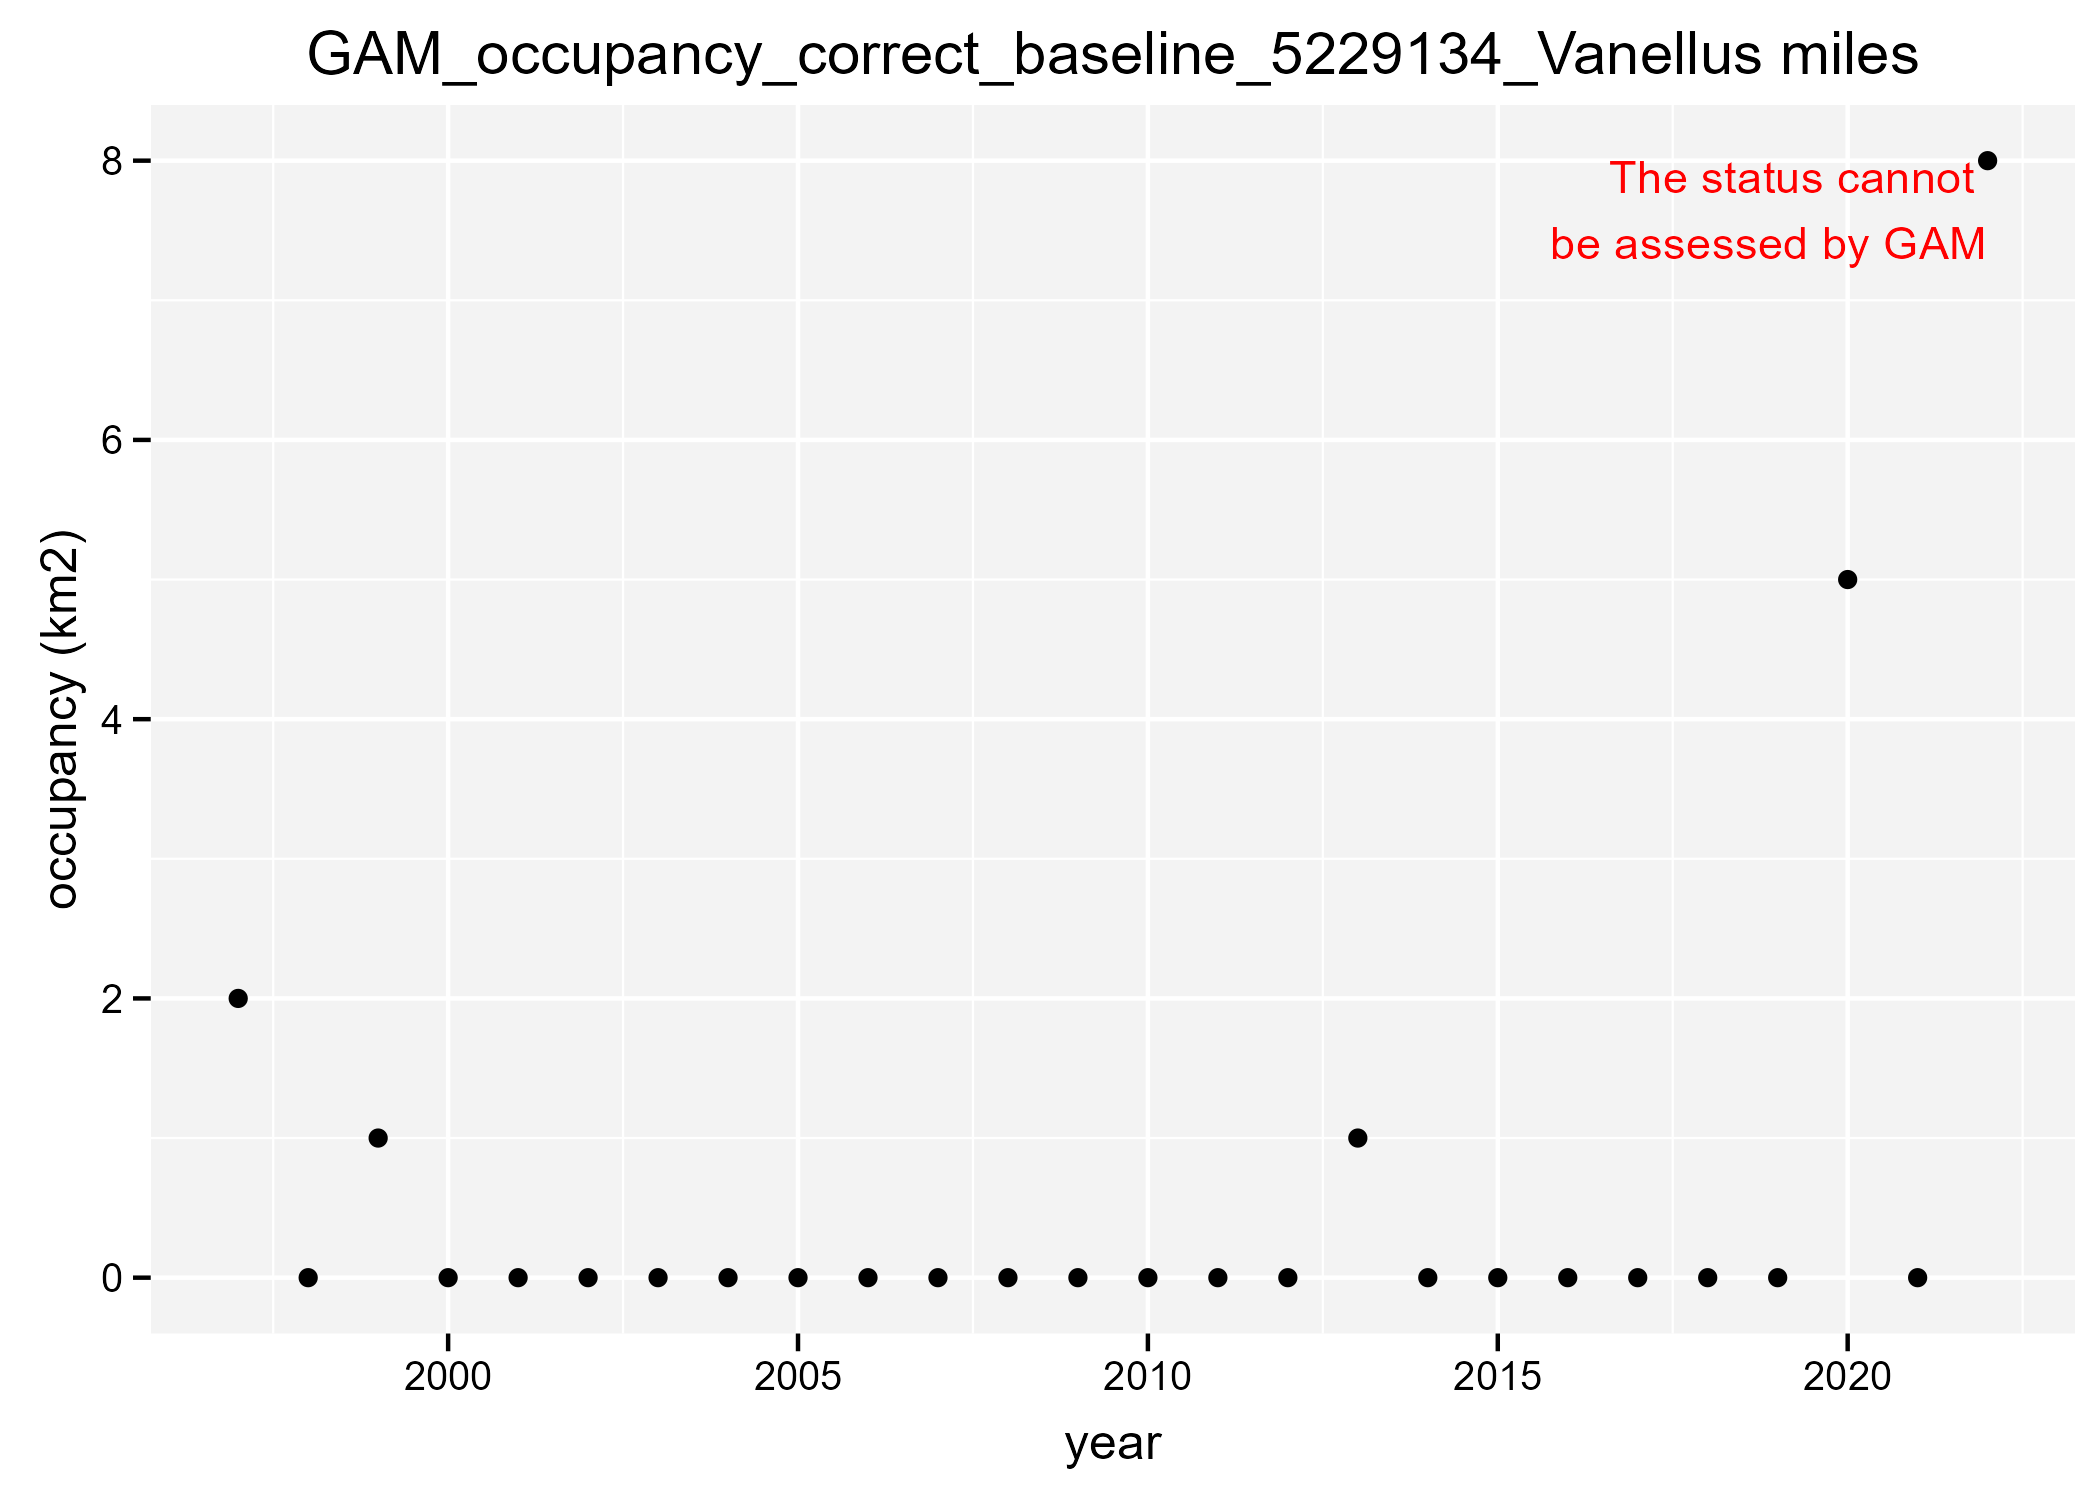 GAM_occupancy_correct_baseline_5229134_Vanellus miles
8
The status cannot
be assessed by GAM
6
occupancy (km2)
4
2
0
2000 2005 2010 2015 2020
year